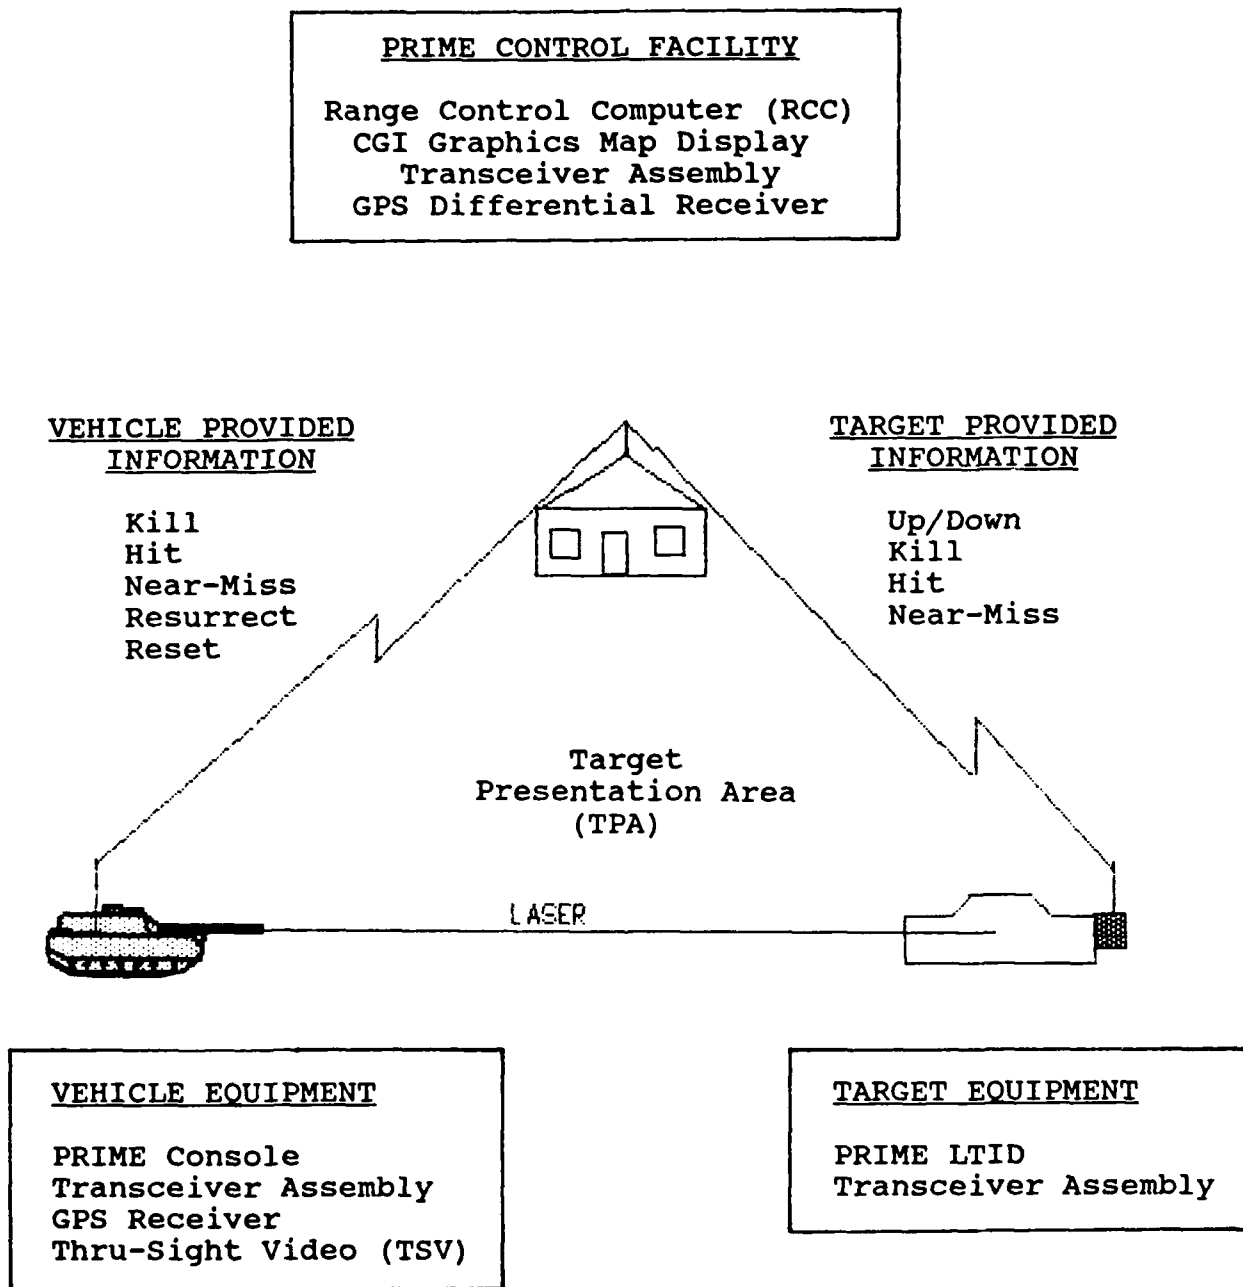 PRIME CONTROL FACILITY
Range Control Computer (RCC)
CGI Graphics Map Display
Transceiver Assembly
GPS Differential Receiver
VEHICLE PROVIDED
INFORMATION
Kill
Hit
Near-Miss
Resurrect
Reset
TARGET PROVIDED
INFORMATION
Up/Down
Kill
Hit
Near-Miss
Target
Presentation Area
(TPA)
LASER
VEHICLE EQUIPMENT
PRIME Console
Transceiver Assembly
GPS Receiver
Thru-Sight Video (TSV)
TARGET EQUIPMENT
PRIME LTID
Transceiver Assembly